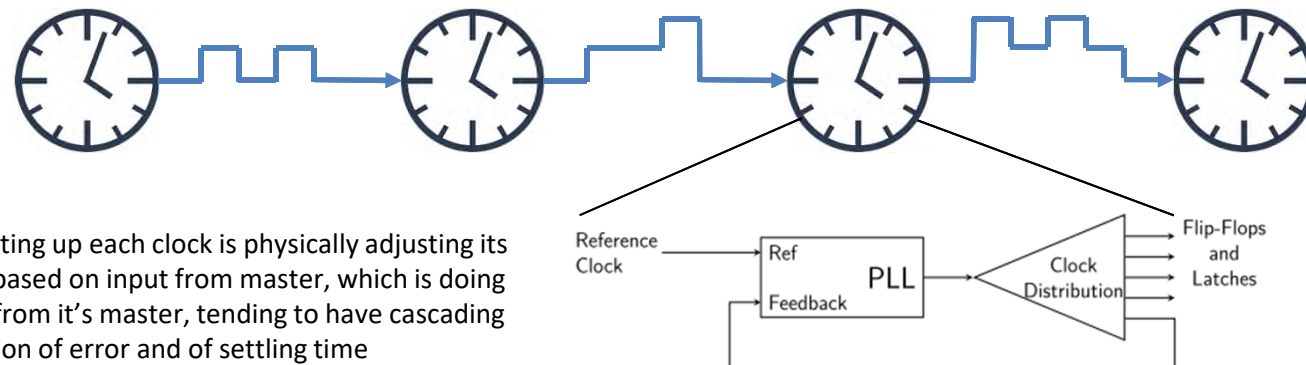 ting up each clock is physically adjusting its
based on input from master, which is doing
from it's master, tending to have cascading
ion of error and of settling time
Reference
Clock
Ref
PLL
Feedback
Clock
Distribution
Flip-Flops
and
Latches